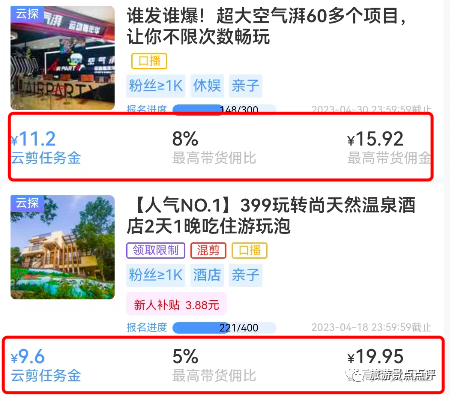 云探
谁发谁爆！超大空气湃60多个项目，
让你不限次数畅玩
口播
粉丝≥1K 休娱 亲子
报名进度 148/300 2023-04-30 23:59:59截止
¥11.2 8% ¥15.92
云剪任务金 最高带货佣比 最高带货佣金
云探
【人气NO.1】399玩转尚天然温泉酒
店2天1晚吃住游玩泡
领取限制 混剪 口播
粉丝≥1K 酒店 亲子
新人补贴 3.88元
报名进度 221/400 2023-04-18 23:59:59截止
¥9.6 5% ¥19.95
云剪任务金 最高带货佣比 旅游景点点评